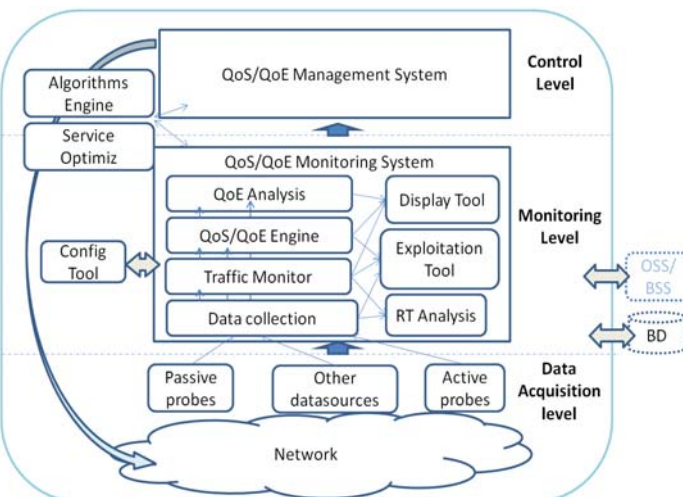 QoS/QoE Management System
Control
Level
Algorithms
Engine
Service
Optimiz
QoS/QoE Monitoring System
QoE Analysis
Display Tool
QoS/QoE Engine
Monitoring
Level
Config
Tool
Exploitation
Tool
Traffic Monitor
OSS/
BSS
Data collection
RT Analysis
BD
Passive
probes
Other
datasources
Active
probes
Data
Acquisition
level
Network